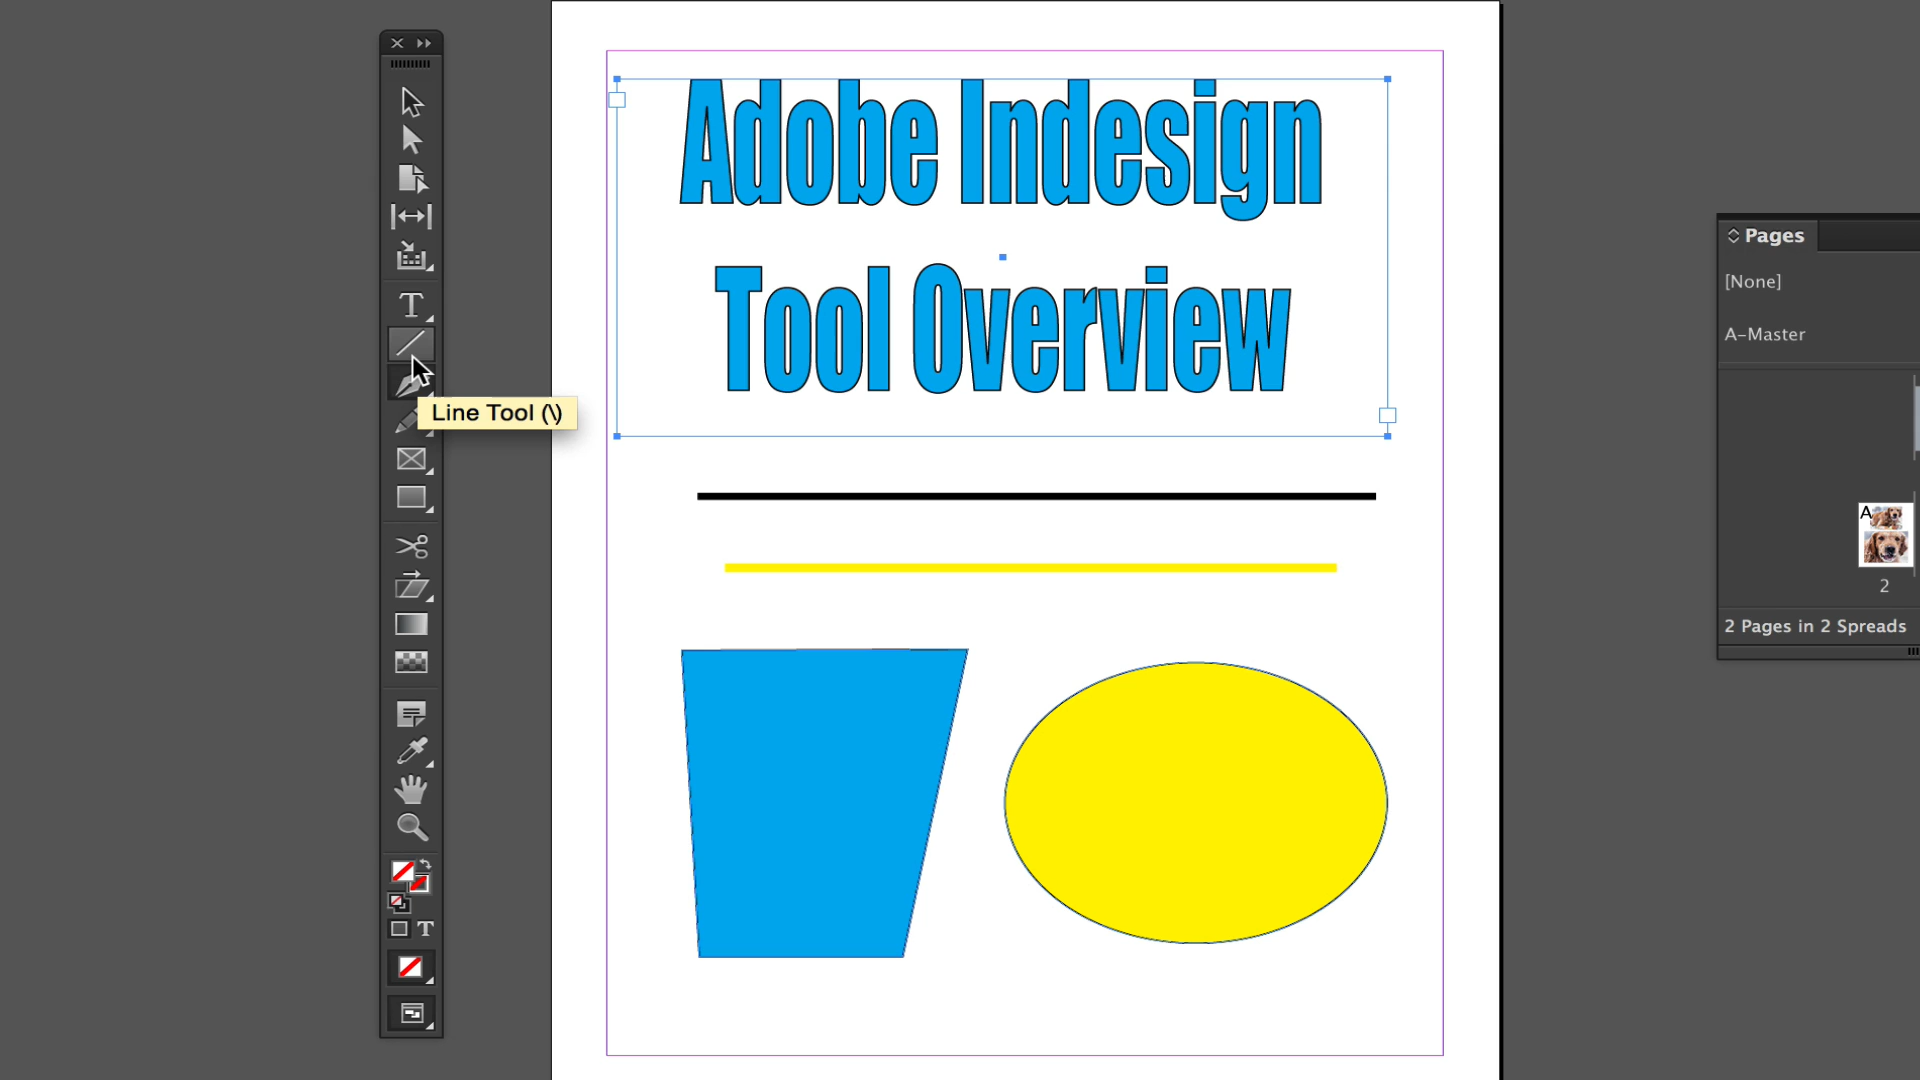 Adobe Indesign
Tool Overview
Line Tool (\)
Pages
[None]
A-Master
A
2
2 Pages in 2 Spreads